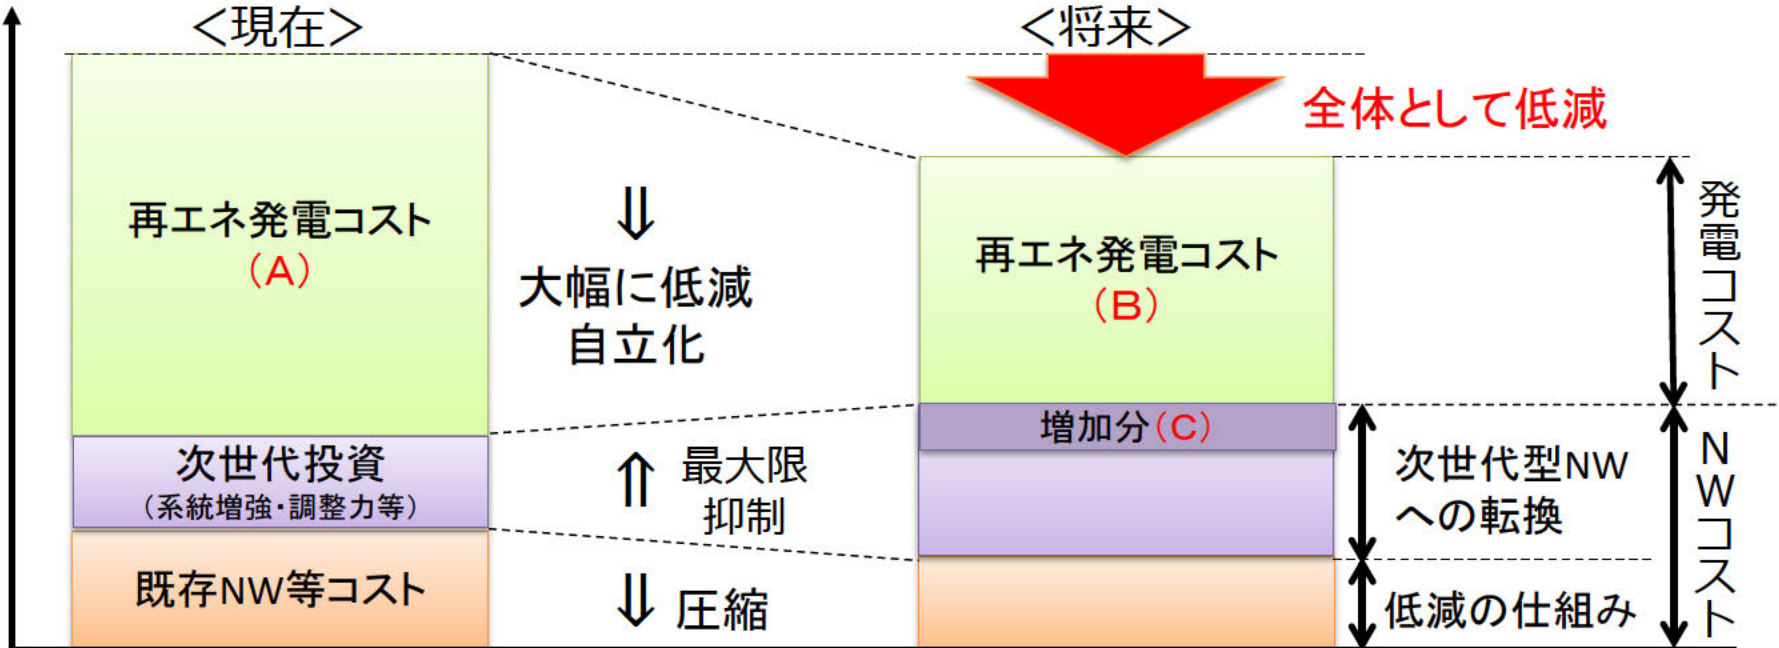 <現在>
<将来>
全体として低減
再エネ発電コスト
(A)
⇓
大幅に低減
自立化
再エネ発電コスト
(B)
発電コスト
次世代投資
(系統増強・調整力等)
⇑ 最大限
抑制
増加分(C)
次世代型NW
への転換
NWコスト
既存NW等コスト
⇓ 圧縮
低減の仕組み